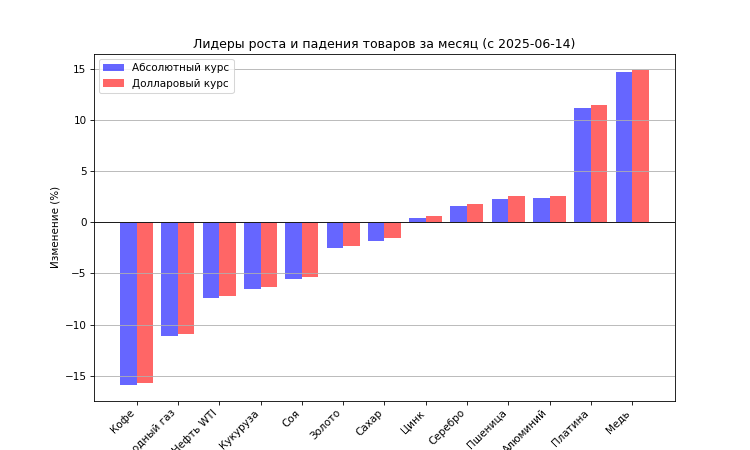 Лидеры роста и падения товаров за месяц (с 2025-06-14)
Абсолютный курс
Долларовый курс
Изменение (%)
15
10
5
0
−5
−10
−15
Кофе
одный газ
Нефть WTI
Кукуруза
Соя
Золото
Сахар
Цинк
Серебро
Пшеница
Алюминий
Платина
Медь